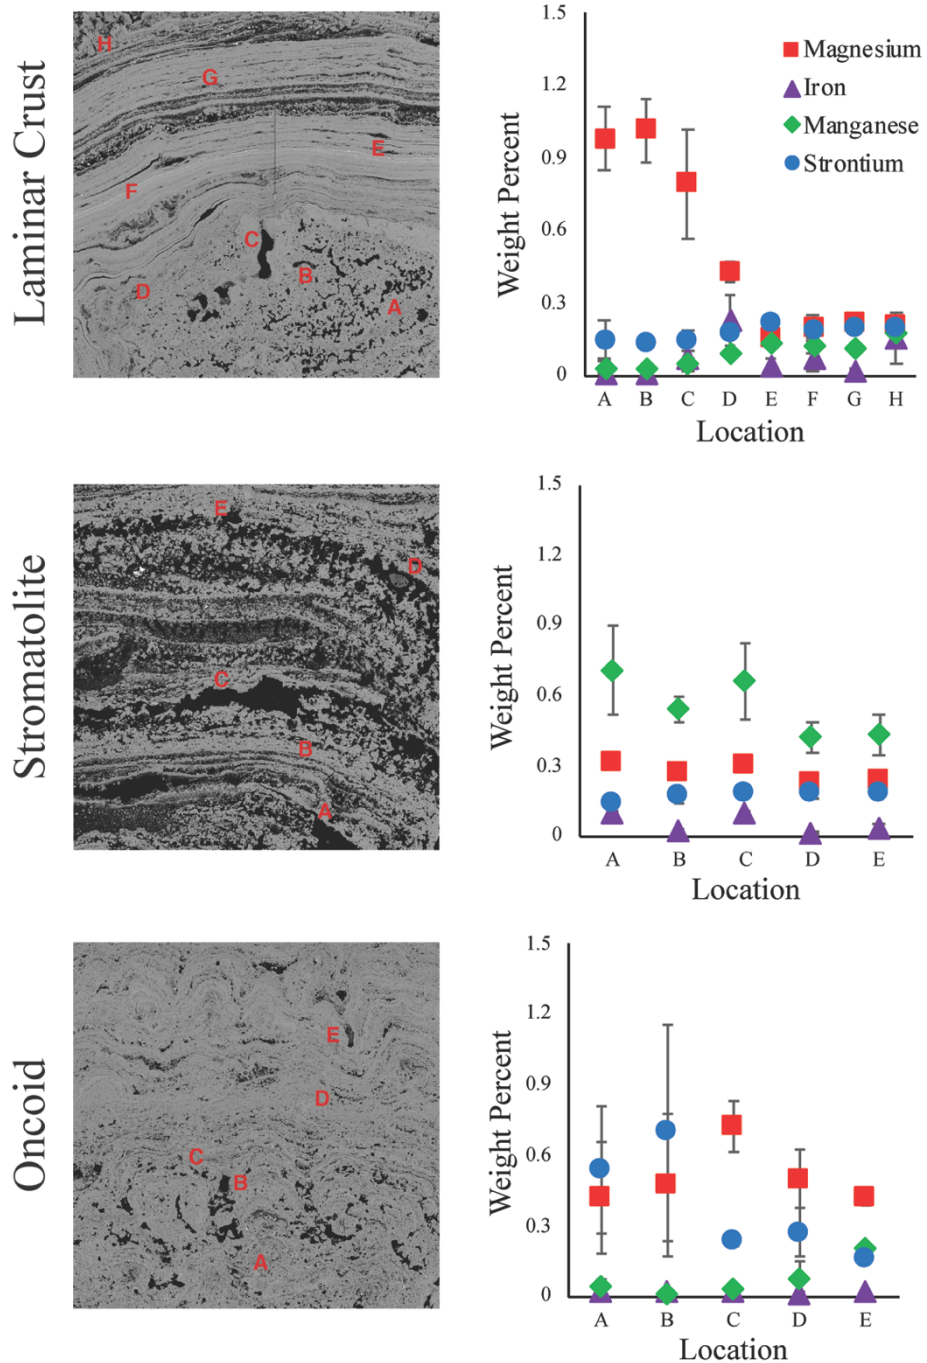 Laminar Crust
H
G
E
F
C
B
D
A
Weight Percent
1.5
1.2
0.9
0.6
0.3
0
Magnesium
Iron
Manganese
Strontium
A B C D E F G H
Location
Stromatolite
E
D
C
B
A
Weight Percent
1.5
1.2
0.9
0.6
0.3
0
A B C D E
Location
Oncoid
E
D
C
B
A
Weight Percent
1.5
1.2
0.9
0.6
0.3
0
A B C D E
Location